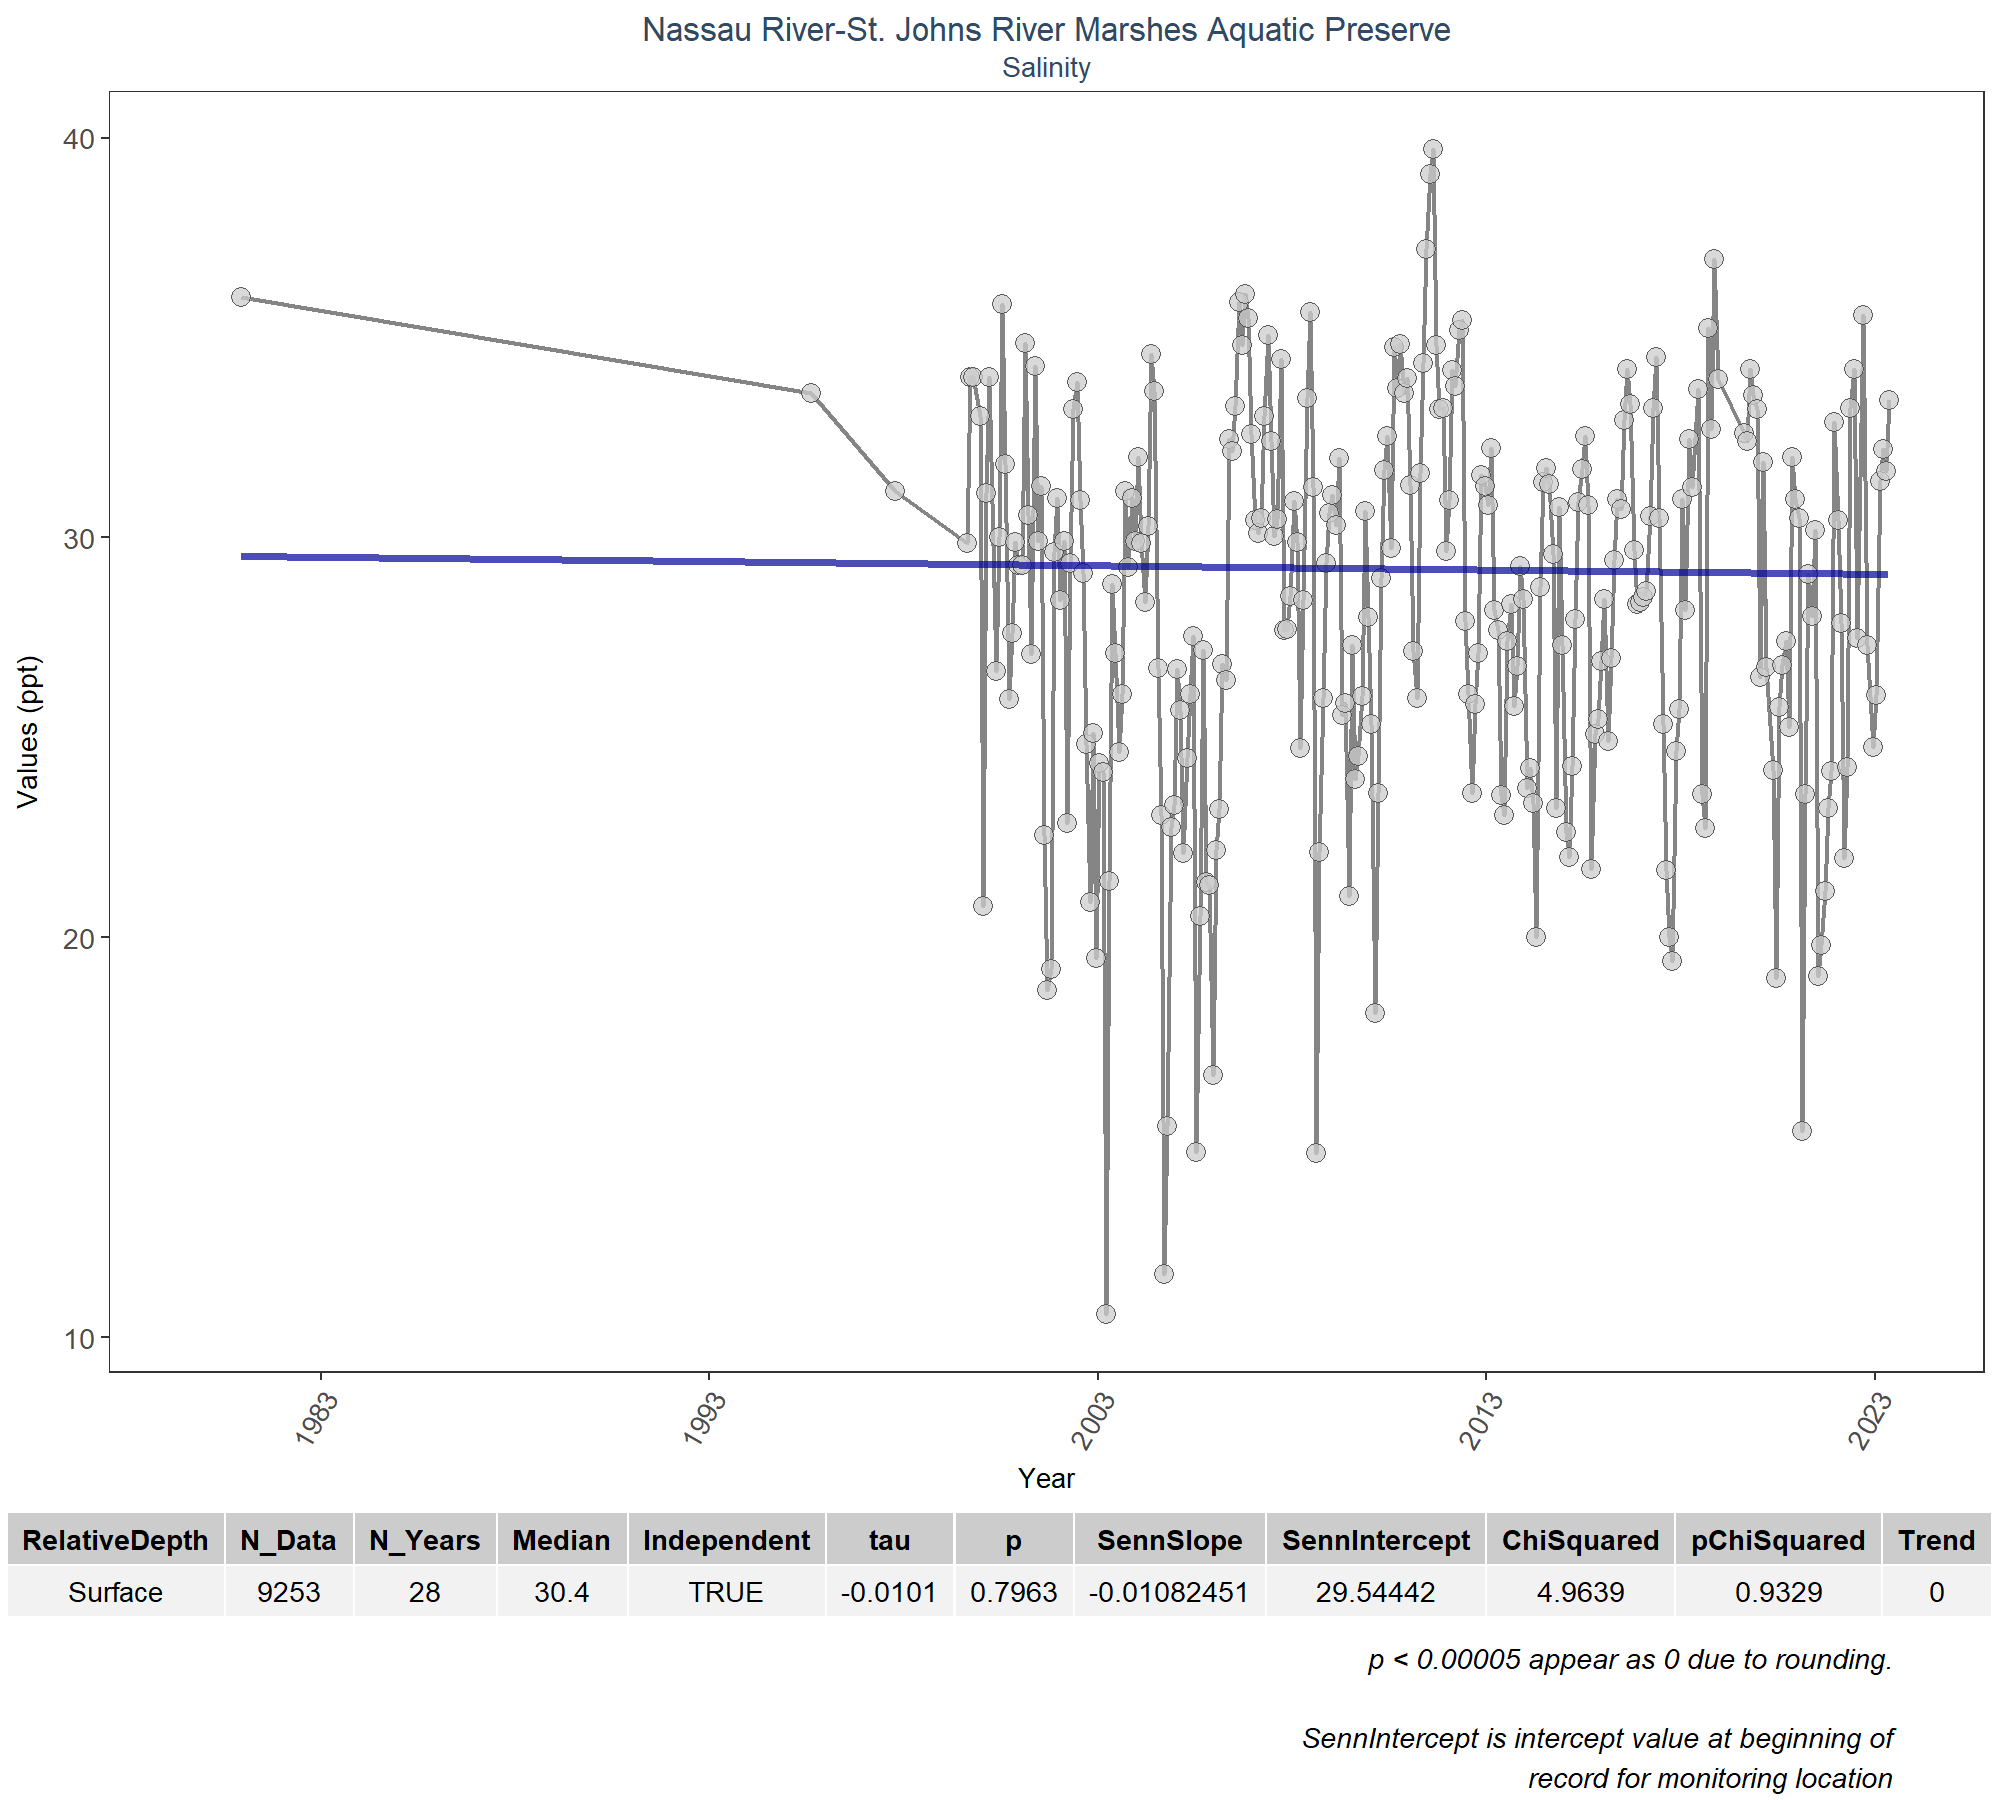 Nassau River-St. Johns River Marshes Aquatic Preserve
Salinity
40
30
20
10
Values (ppt)
1983 1993 2003 2013 2023
Year
RelativeDepth N_Data N_Years Median Independent tau p SennSlope SennIntercept ChiSquared pChiSquared Trend
Surface 9253 28 30.4 TRUE -0.0101 0.7963 -0.01082451 29.54442 4.9639 0.9329 0
p < 0.00005 appear as 0 due to rounding.
SennIntercept is intercept value at beginning of
record for monitoring location